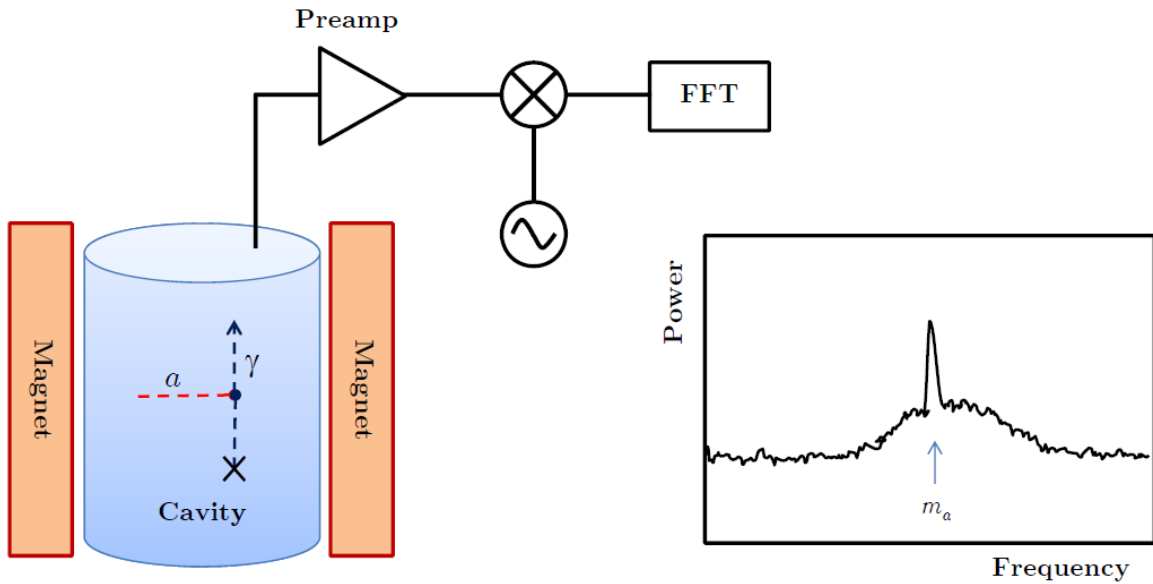 Preamp
FFT
Magnet
a
γ
Cavity
Magnet
Power
m_a
Frequency